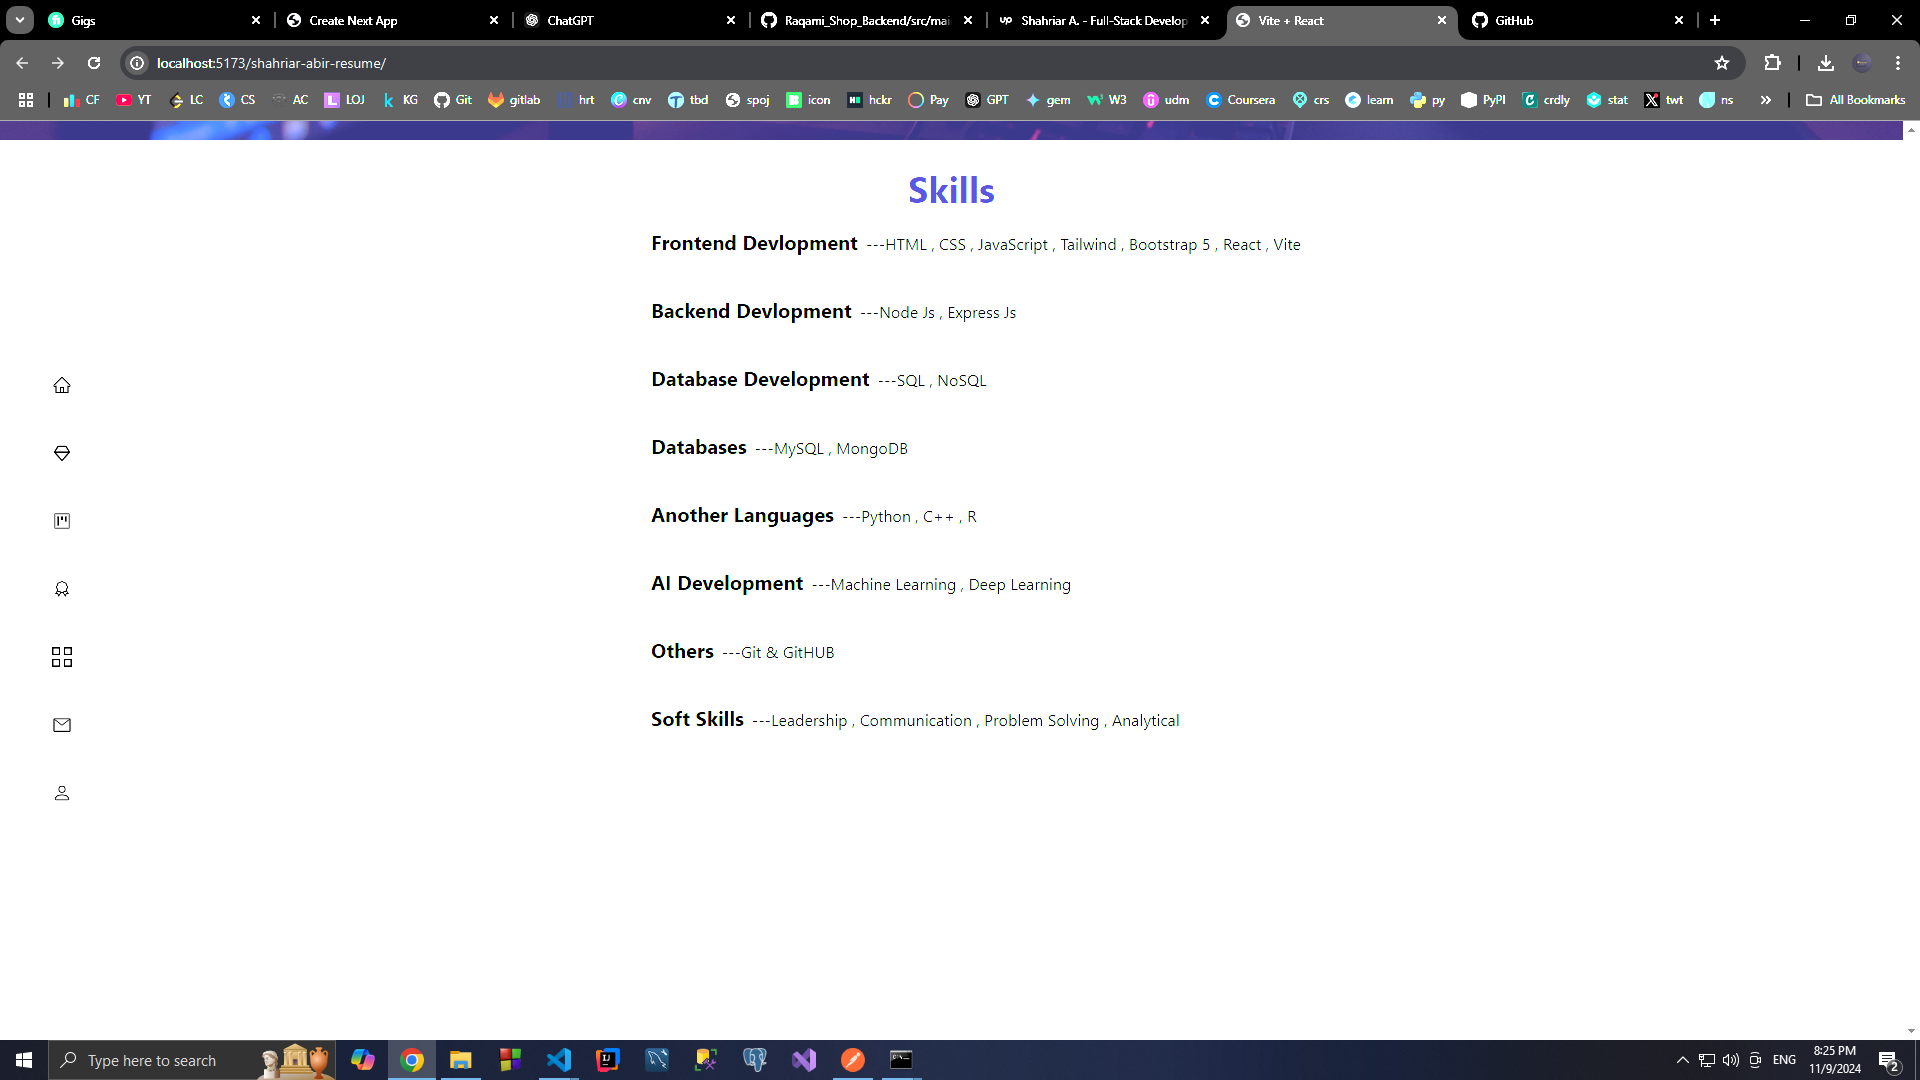 Gigs
Create Next App
ChatGPT
Raqami_Shop_Backend/src/mai
up Shahriar A. - Full-Stack Develop
Vite + React
GitHub
localhost:5173/shahriar-abir-resume/
CF YT LC CS AC LOJ KG Git gitlab hrt cnv tbd spoj icon hckr Pay GPT gem W3 udm Coursera crs learn py PyPI crdly stat twt ns » All Bookmarks
Skills
Frontend Devlopment ---HTML , CSS , JavaScript , Tailwind , Bootstrap 5 , React , Vite
Backend Devlopment ---Node Js , Express Js
Database Development ---SQL , NoSQL
Databases ---MySQL , MongoDB
Another Languages ---Python , C++ , R
AI Development ---Machine Learning , Deep Learning
Others ---Git & GitHUB
Soft Skills ---Leadership , Communication , Problem Solving , Analytical
Type here to search
ENG
8:25 PM
11/9/2024
2